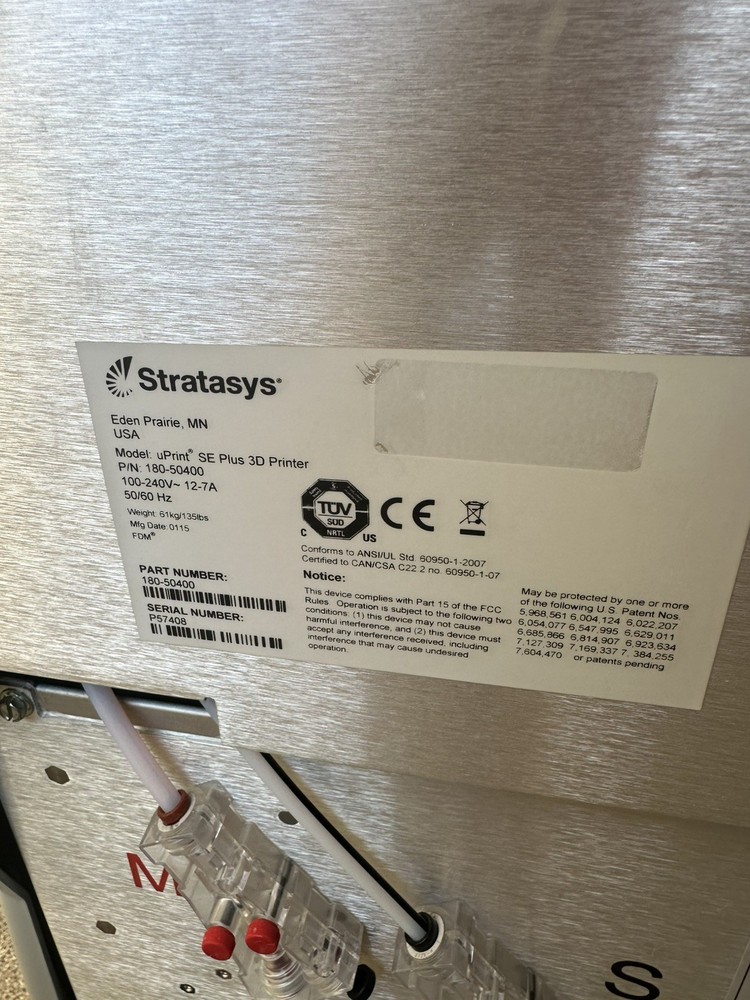 Stratasys®
Eden Prairie, MN
USA
Model: uPrint® SE Plus 3D Printer
P/N: 180-50400
100-240V~ 12-7A
50/60 Hz
Weight: 61kg/135lbs
Mfg Date: 0115
FDM®
PART NUMBER:
180-50400
SERIAL NUMBER:
P57408
TÜV
SÜD
NRTL
C US
CE
Conforms to ANSI/UL Std. 60950-1-2007
Certified to CAN/CSA C22.2 no. 60950-1-07
Notice:
This device complies with Part 15 of the FCC
Rules. Operation is subject to the following two
conditions: (1) this device may not cause
harmful interference, and (2) this device must
accept any interference received, including
interference that may cause undesired
operation.
May be protected by one or more
of the following U.S. Patent Nos.
5,968,561 6,004,124 6,022,207
6,054,077 6,547,995 6,629,011
6,685,866 6,814,907 6,923,634
7,127,309 7,169,337 7, 384,255
7,604,470 or patents pending
M
S